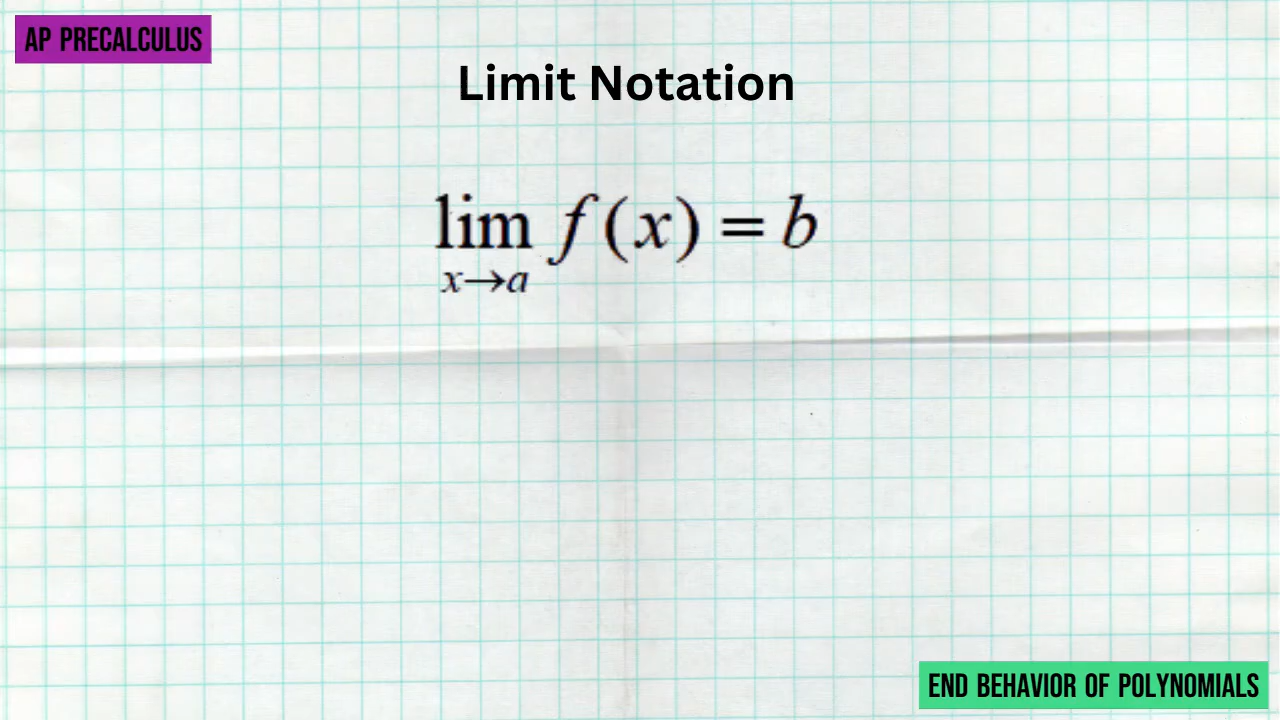 AP PRECALCULUS
Limit Notation
lim f(x) = b
x→a
END BEHAVIOR OF POLYNOMIALS